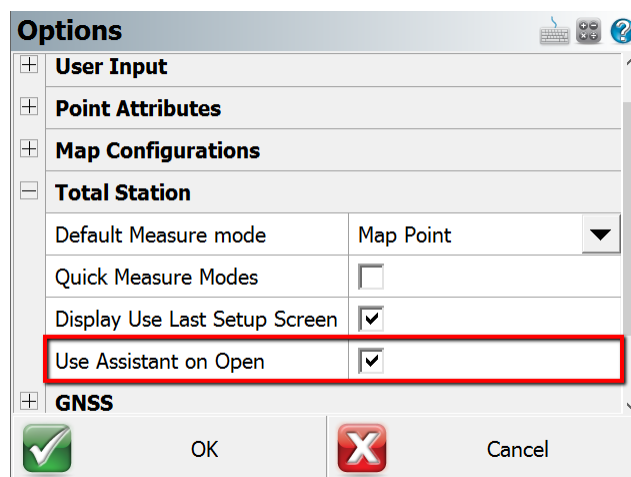 Options
User Input
Point Attributes
Map Configurations
Total Station
Default Measure mode Map Point
Quick Measure Modes
Display Use Last Setup Screen
Use Assistant on Open
GNSS
OK Cancel